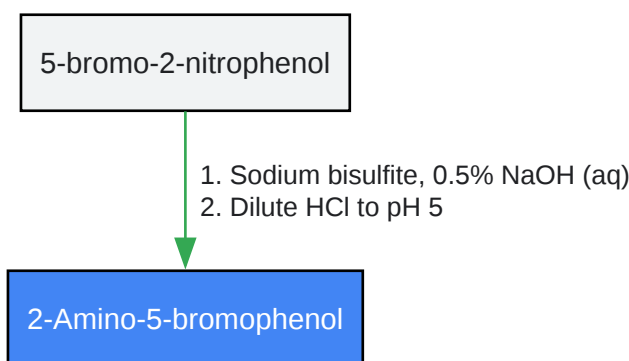 5-bromo-2-nitrophenol
1. Sodium bisulfite, 0.5% NaOH (aq)
2. Dilute HCl to pH 5
2-Amino-5-bromophenol